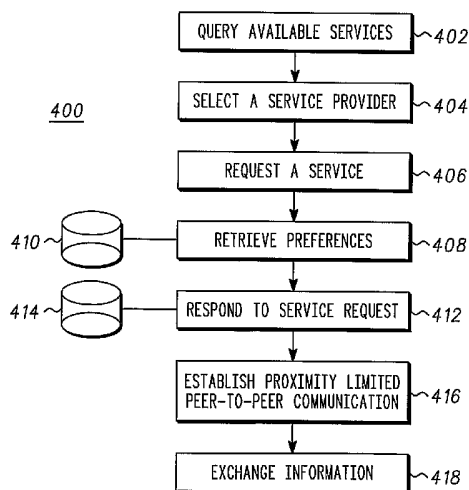 QUERY AVAILABLE SERVICES
402
SELECT A SERVICE PROVIDER
404
400
REQUEST A SERVICE
406
410
RETRIEVE PREFERENCES
408
414
RESPOND TO SERVICE REQUEST
412
ESTABLISH PROXIMITY LIMITED
PEER-TO-PEER COMMUNICATION
416
EXCHANGE INFORMATION
418